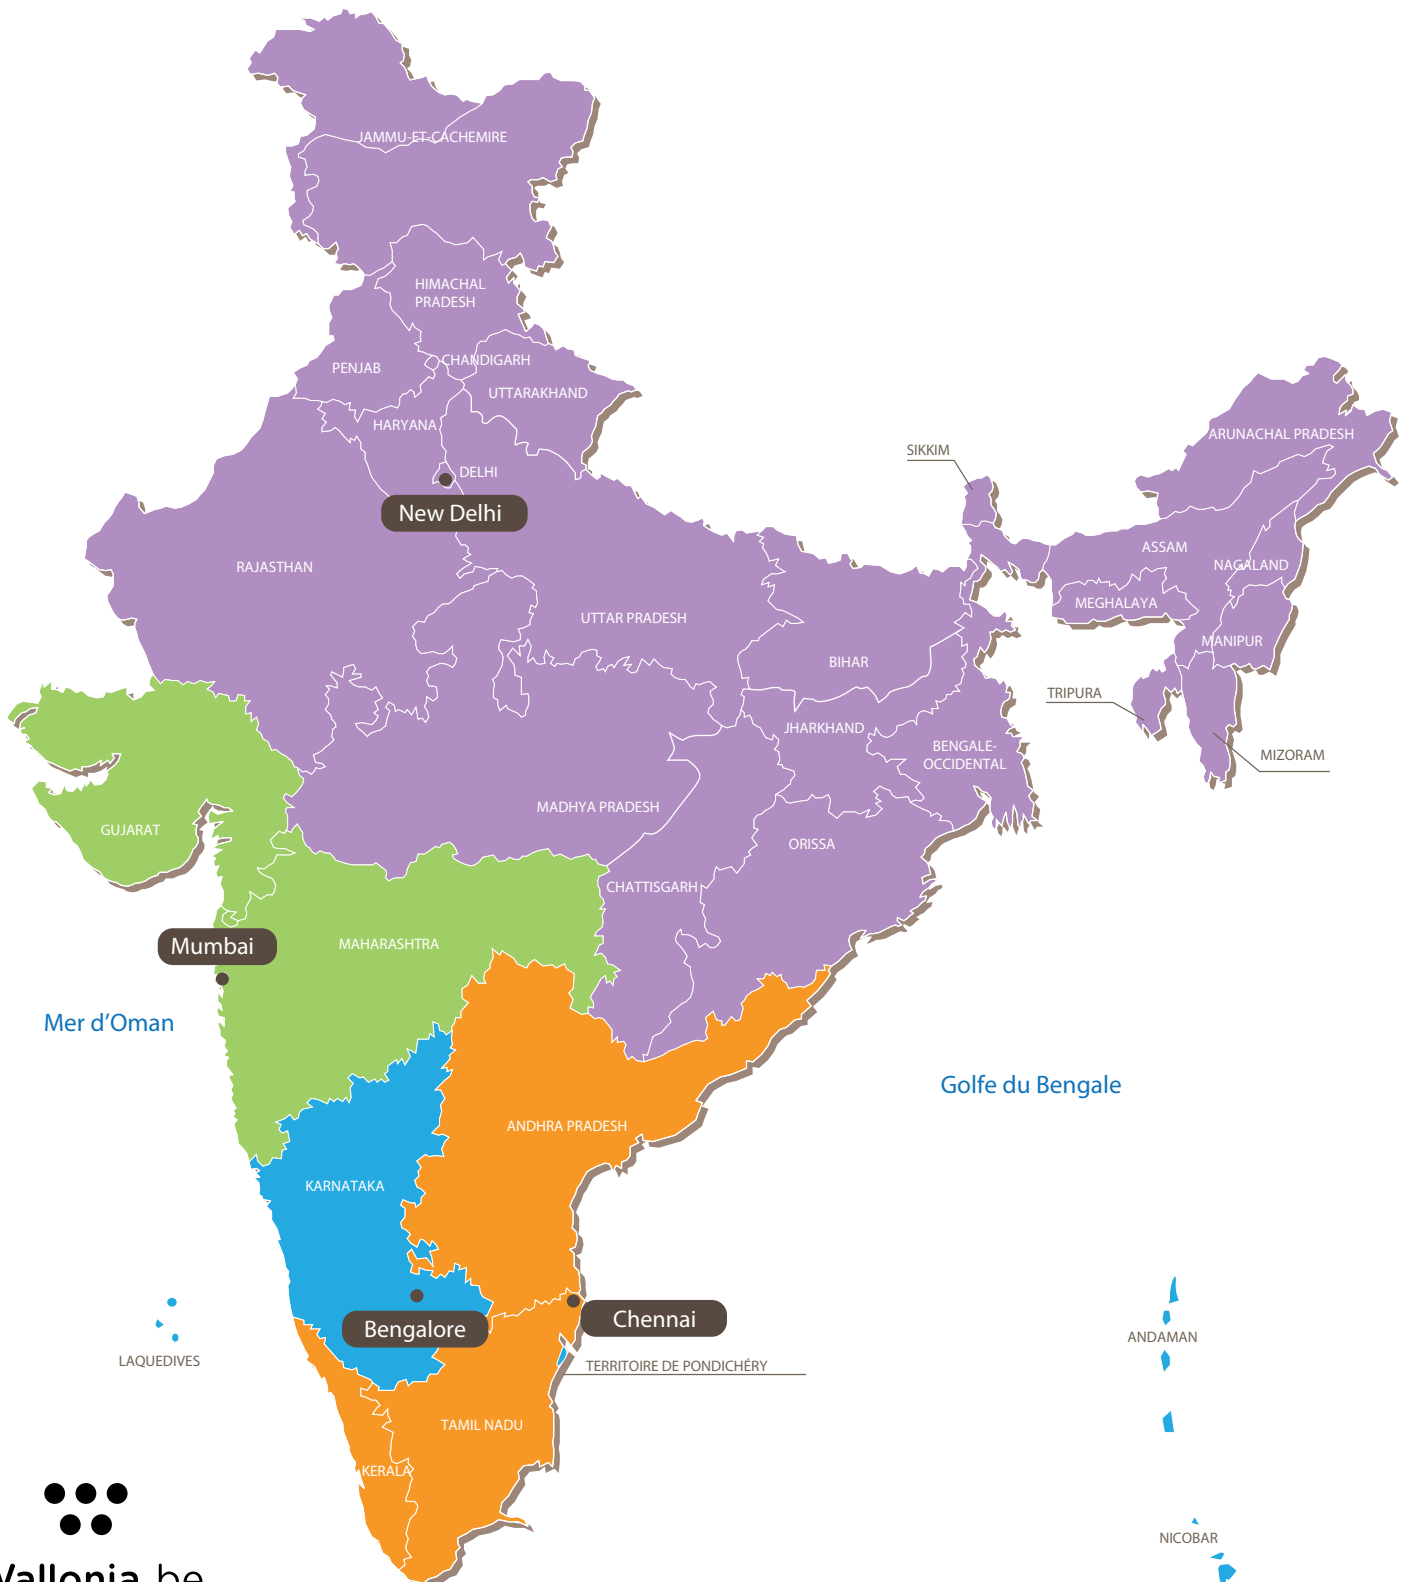 JAMMU-ET-CACHEMIRE
HIMACHAL
PRADESH
CHANDIGARH
PENJAB
UTTARAKHAND
HARYANA
ARUNACHAL PRADESH
SIKKIM
DELHI
New Delhi
ASSAM
RAJASTHAN
NAGALAND
MEGHALAYA
UTTAR PRADESH
MANIPUR
BIHAR
TRIPURA
JHARKHAND
BENGALE-
OCCIDENTAL
MIZORAM
MADHYA PRADESH
GUJARAT
ORISSA
CHATTISGARH
Mumbai
MAHARASHTRA
Mer d’Oman
Golfe du Bengale
ANDHRA PRADESH
KARNATAKA
Chennai
Bengalore
ANDAMAN
LAQUEDIVES
TERRITOIRE DE PONDICHÉRY
TAMIL NADU
KERALA
NICOBAR
Wallonia.be